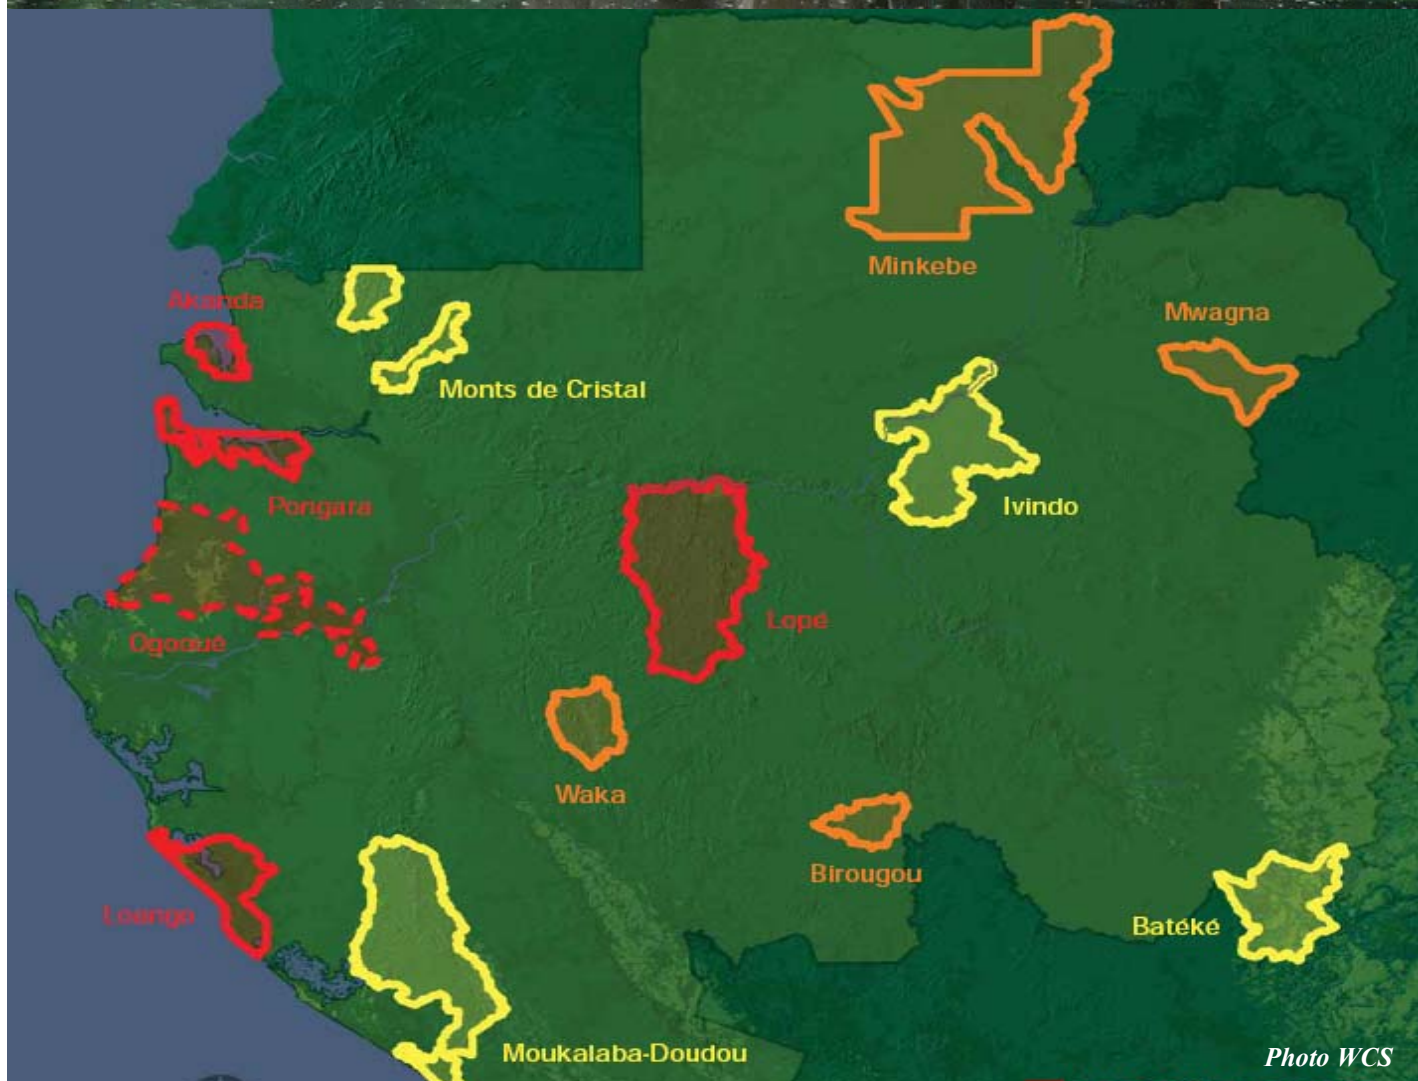 Minkebe
Akanda
Mwagna
Monts de Cristal
Pongara
Ivindo
Lopé
Ogooué
Waka
Birougou
Loango
Batéké
Moukalaba-Doudou
Photo WCS